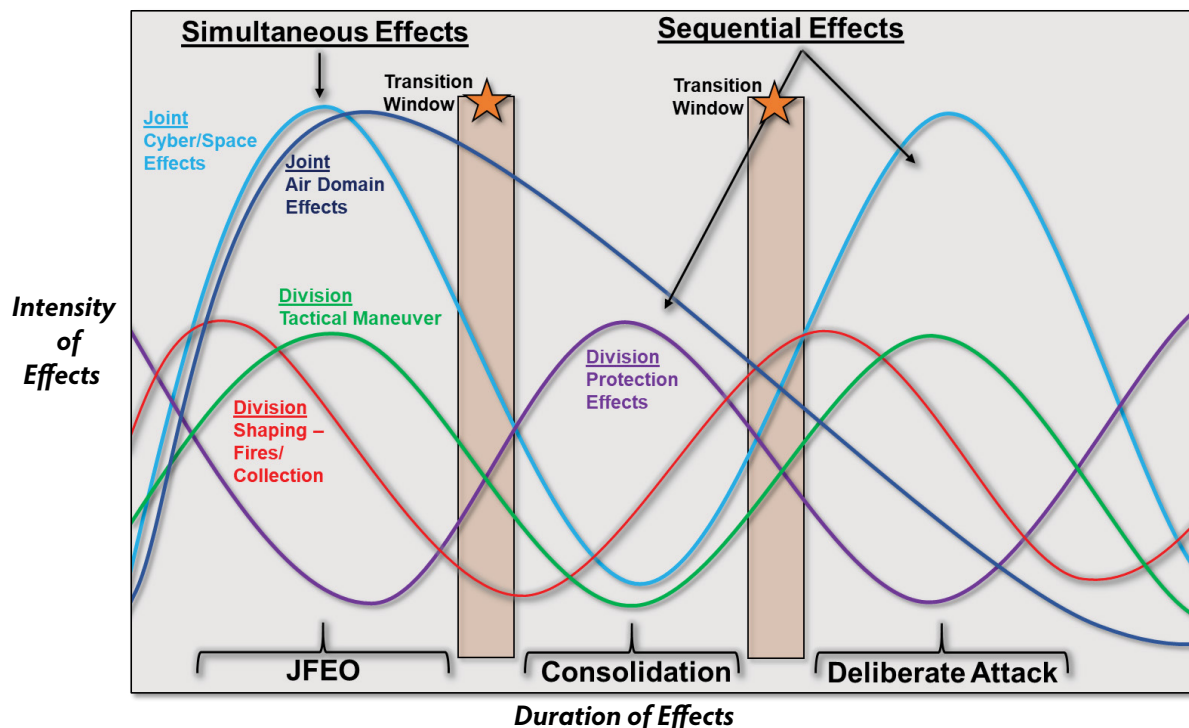 Simultaneous Effects
Sequential Effects
Transition
Window
Transition
Window
Joint
Cyber/Space
Effects
Joint
Air Domain
Effects
Division
Tactical Maneuver
Division
Shaping –
Fires/
Collection
Division
Protection
Effects
Intensity
of
Effects
JFEO
Consolidation
Deliberate Attack
Duration of Effects